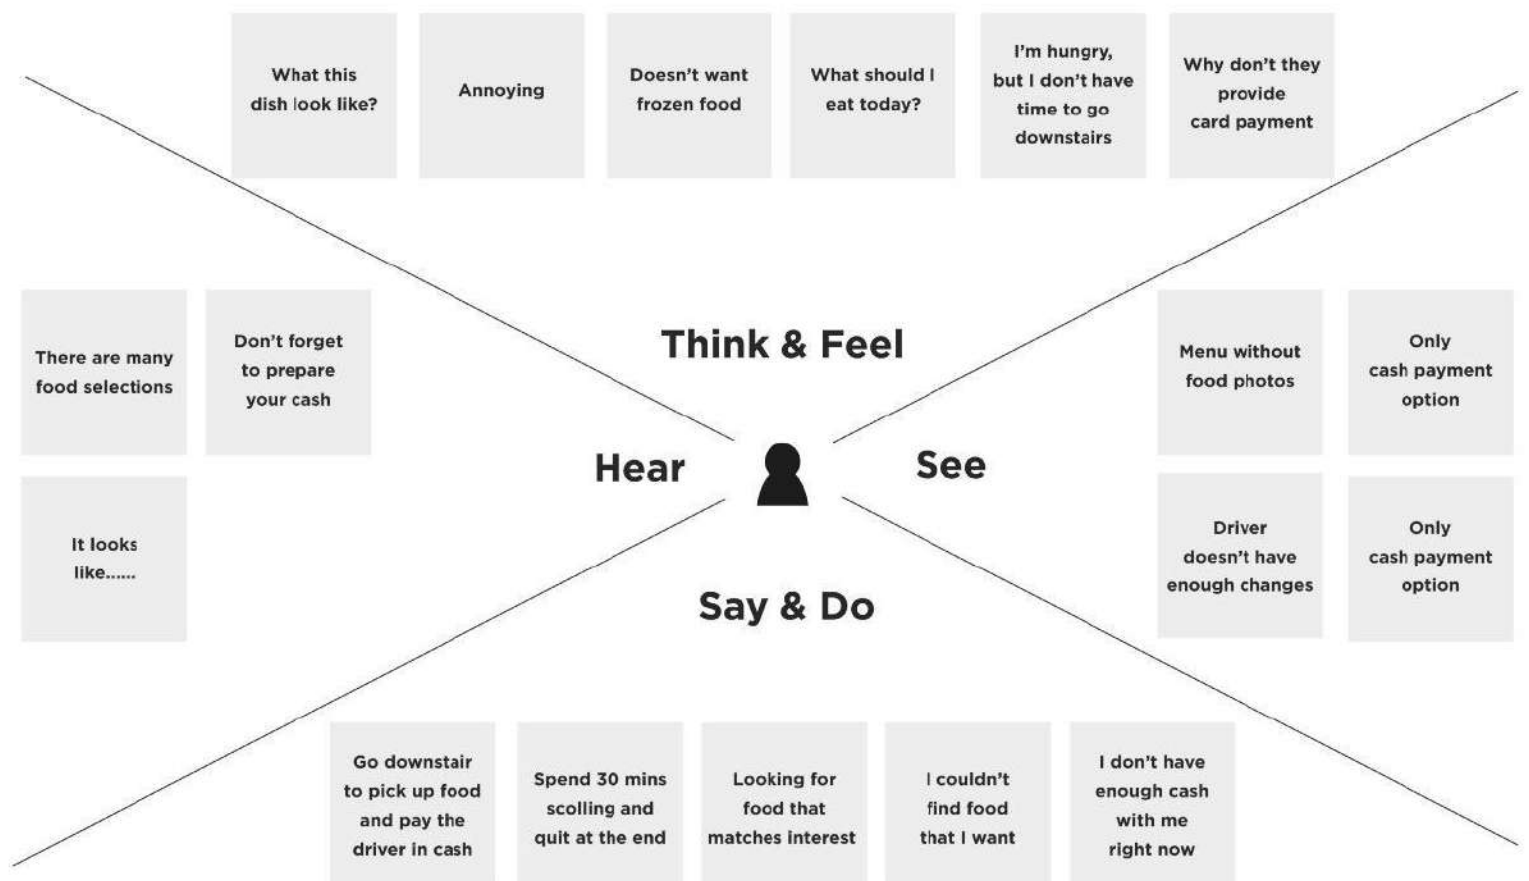 What this
dish look like?
Annoying
Doesn't want
frozen food
What should I
eat today?
I'm hungry,
but I don't have
time to go
downstairs
Why don't they
provide
card payment
Think & Feel
There are many
food selections
Don't forget
to prepare
your cash
It looks
like......
Hear
See
Menu without
food photos
Only
cash payment
option
Driver
doesn't have
enough changes
Only
cash payment
option
Say & Do
Go downstair
to pick up food
and pay the
driver in cash
Spend 30 mins
scolling and
quit at the end
Looking for
food that
matches interest
I couldn't
find food
that I want
I don't have
enough cash
with me
right now